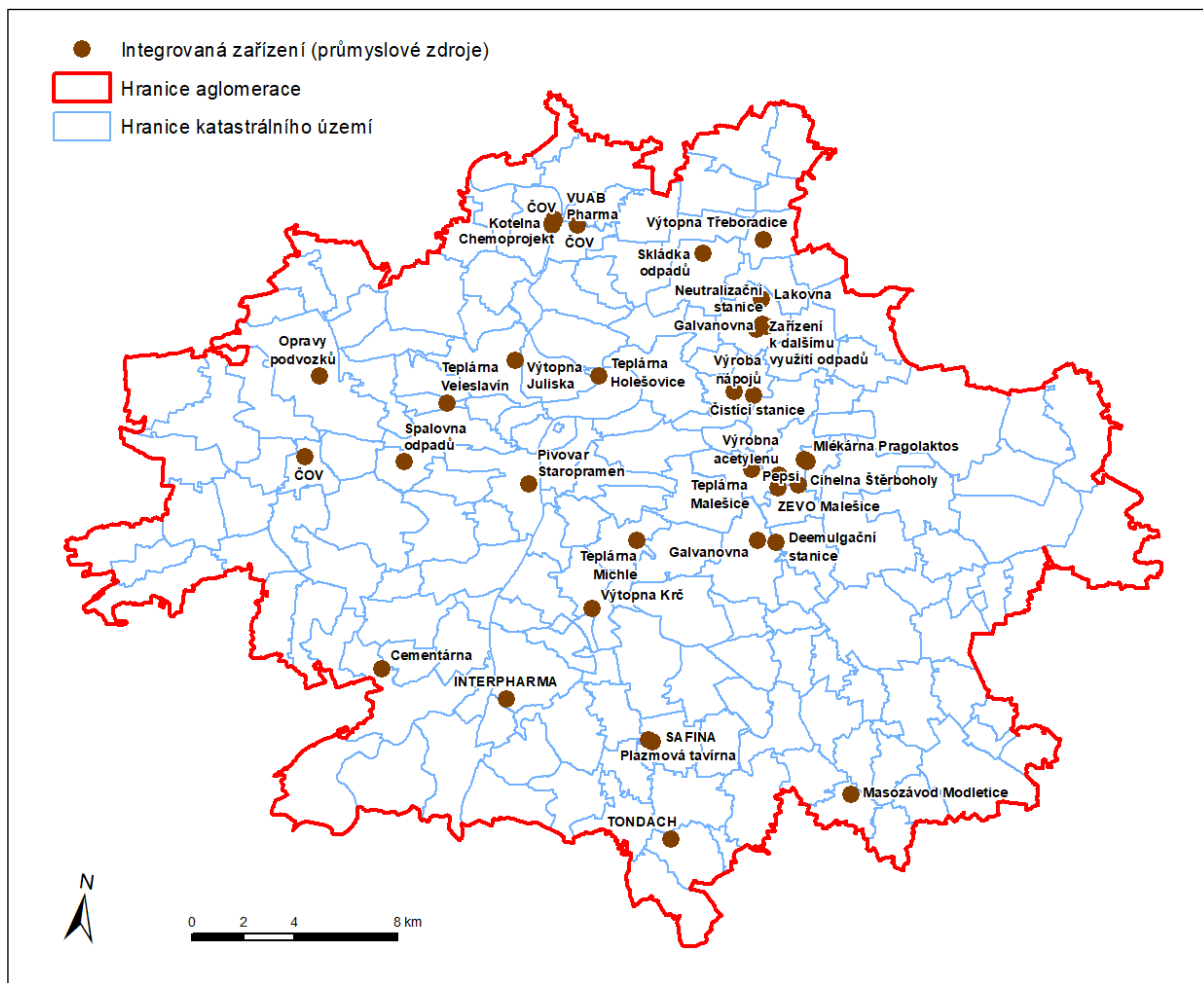 Integrovaná zařízení (průmyslové zdroje)
Hranice aglomerace
Hranice katastrálního území
ČOV
VUAB
Pharma
Kotelna
Chemoprojekt
ČOV
Výtopna Třeboradice
Skládka
odpadů
Neutralizační
stanice
Lakovna
Galvanovna
Zařízení
k dalšímu
využití odpadů
Opravy
podvozků
Teplárna
Veleslavín
Výtopna
Juliska
Teplárna
Holešovice
Výroba
nápojů
Čistící stanice
Spalovna
odpadů
ČOV
Pivovar
Staropramen
Výrobna
acetylenu
Mlékárna Pragolaktos
Pepsi
Cihelna Štěrboholy
Teplárna
Malešice
ZEVO Malešice
Teplárna
Michle
Galvanovna
Deemulgační
stanice
Výtopna Krč
Cementárna
INTERPHARMA
SAFINA
Plazmová tavírna
Masozávod Modletice
TONDACH
N
0 2 4 8 km